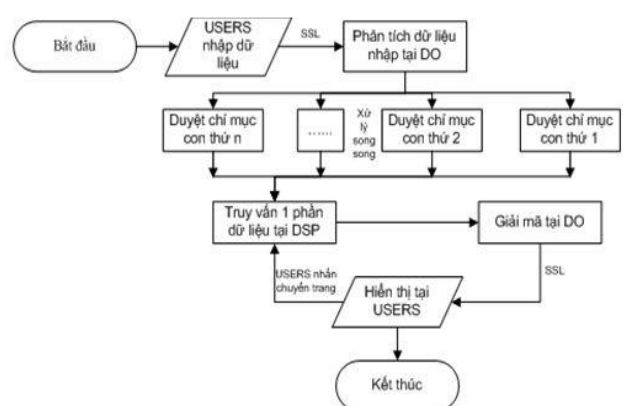 Bắt đầu
USERS
nhập dữ
liệu
SSL
Phân tích dữ liệu
nhập tại DO
Duyệt chỉ mục
con thứ n
......
Xử
lý
song
song
Duyệt chỉ mục
con thứ 2
Duyệt chỉ mục
con thứ 1
Truy vấn 1 phần
dữ liệu tại DSP
Giải mã tại DO
USERS nhấn
chuyển trang
SSL
Hiển thị tại
USERS
Kết thúc